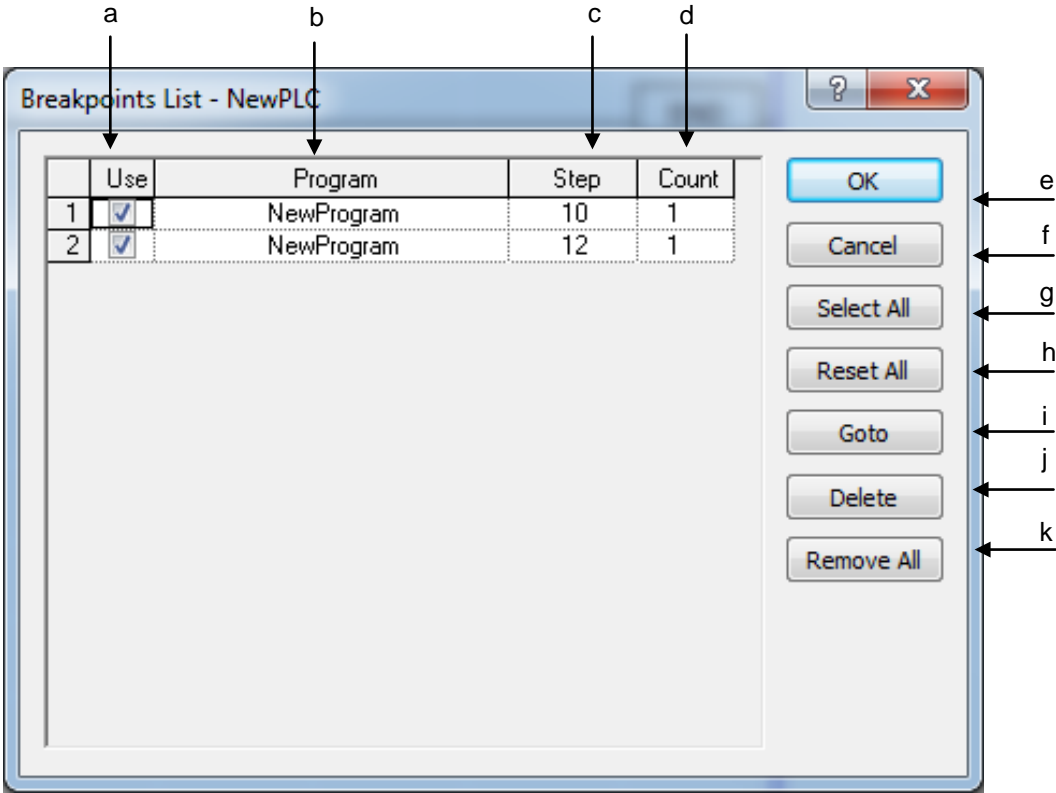 a b c d
Breakpoints List - NewPLC
Use Program Step Count
1 NewProgram 10 1
2 NewProgram 12 1
OK e
Cancel f
Select All g
Reset All h
Goto i
Delete j
Remove All k